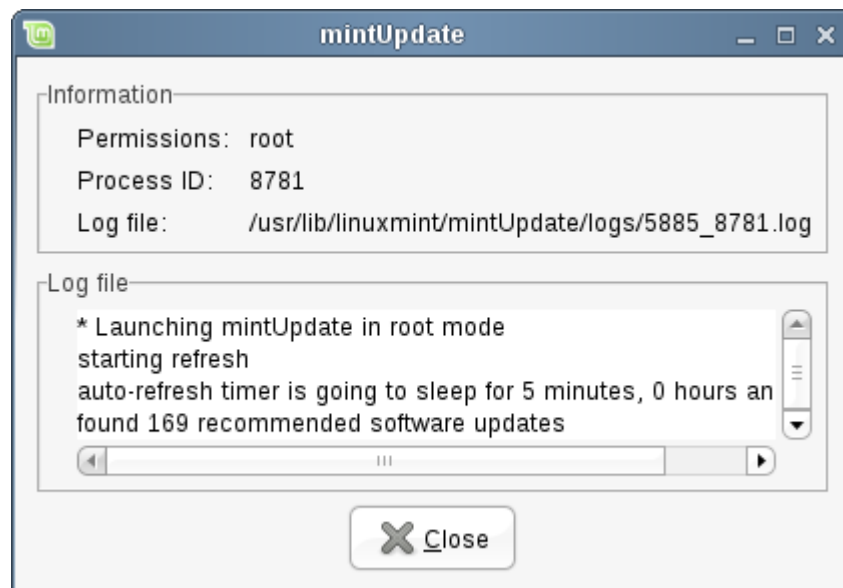 mintUpdate
Information
Permissions: root
Process ID: 8781
Log file: /usr/lib/linuxmint/mintUpdate/logs/5885_8781.log
Log file
* Launching mintUpdate in root mode
starting refresh
auto-refresh timer is going to sleep for 5 minutes, 0 hours an
found 169 recommended software updates
Close